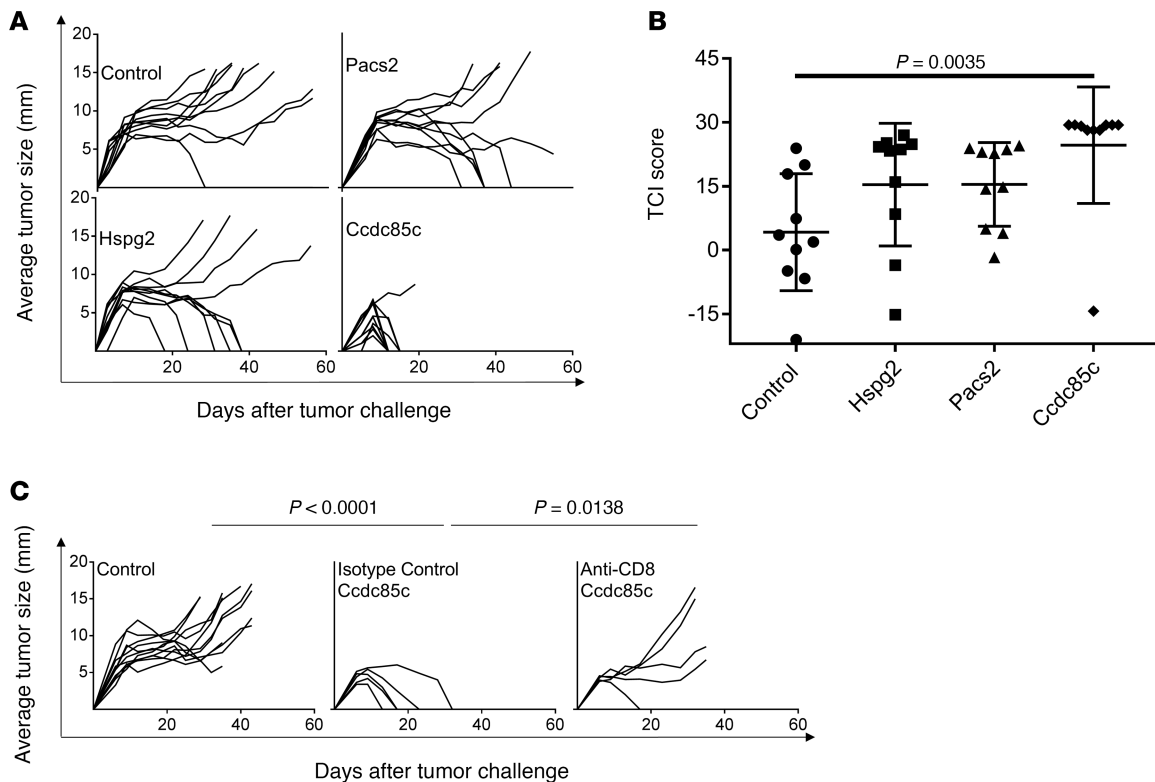 A
Average tumor size (mm)
20
15
10
5
Control
Pacs2
20
15
10
5
Hspg2
Ccdc85c
20 40 60
20 40 60
Days after tumor challenge
B
P = 0.0035
TCI score
45
30
15
0
-15
Control
Hspg2
Pacs2
Ccdc85c
C
P < 0.0001
P = 0.0138
Average tumor size (mm)
20
15
10
5
Control
Isotype Control
Ccdc85c
Anti-CD8
Ccdc85c
20 40 60
20 40 60
20 40 60
Days after tumor challenge